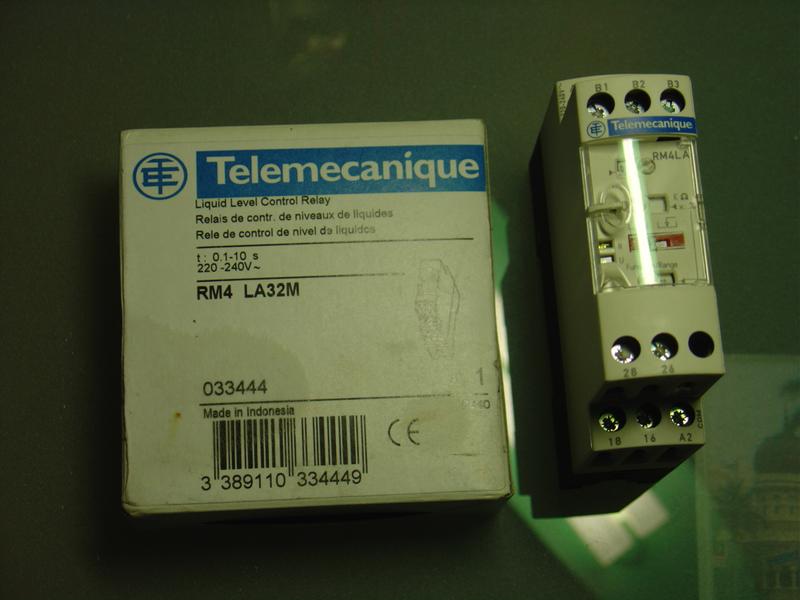 Telemecanique
Liquid Level Control Relay
Relais de contr. de niveaux de liquides
Rele de control de nivel de liquidos
t: 0.1-10 s
220-240V~
RM4 LA32M
033444
1
Made in Indonesia
CE
3 389110 334449
B1 B2 B3
Telemecanique
RM4LA
KΩ
28 26
18 16 A2